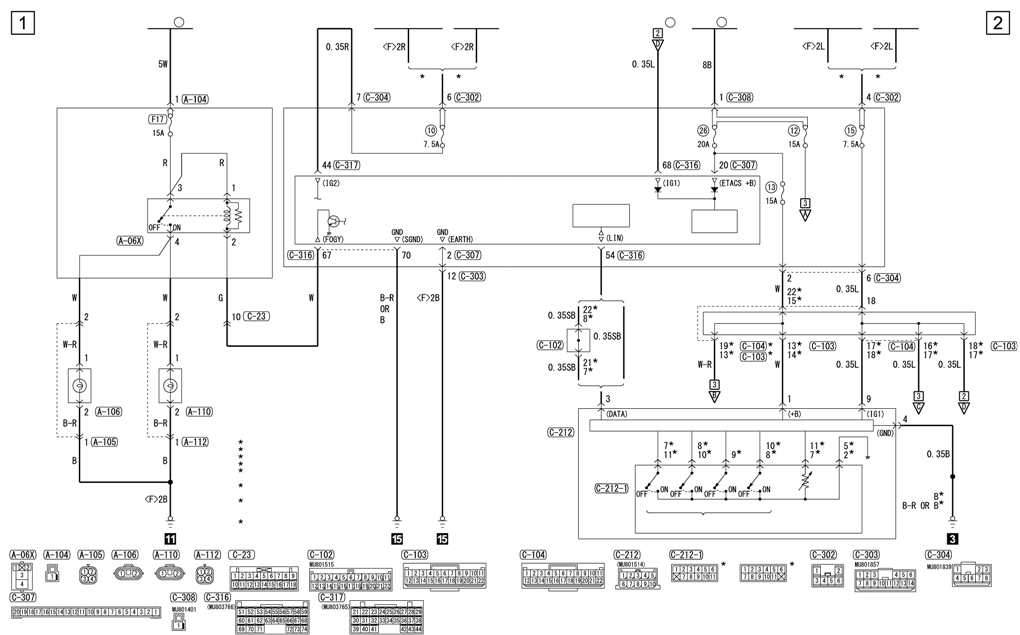 1
2
5W
0.35R
<F>2R
<F>2R
2
D
0.35L
8B
<F>2L
<F>2L
* *
* *
1 A-104
7 C-304
6 C-302
1 C-308
4 C-302
F17
15A
10
7.5A
26
20A
12
15A
15
7.5A
R
R
44 C-317
68 C-316
20 C-307
3
1
(IG2)
(IG1)
(ETACS +B)
13
15A
3
A
OFF
ON
A-06X
4
2
GND
GND
(FOGY)
(SGND)
(EARTH)
(LIN)
C-316
67
70
2 C-307
54 C-316
12 C-303
2
6 C-304
W
W
G
W
B-R
OR
B
<F>2B
W
22*
15*
0.35L
18
10 C-23
2
2
0.35SB
22*
8*
0.35SB
C-102
W-R
W-R
19*
13*
C-104*
C-103*
13*
14*
C-103
17*
18*
C-104
16*
17*
18*
17*
C-103
1
1
0.35SB
21*
7*
W-R
W
0.35L
0.35L
0.35L
3
B
3
C
2
D
2 A-106
2 A-110
3
1
9
B-R
B-R
(DATA)
(+B)
(IG1)
4
C-212
(GND)
1 A-105
1 A-112
*
*
*
*
*
*
*
*
B
B
7*
11*
8*
10*
9*
10*
8*
11*
7*
5*
2*
0.35B
C-212-1
OFF ON
OFF ON
OFF ON
OFF ON
<F>2B
B*
B-R OR B*
11
15
15
3
A-06X
A-104
A-105
A-106
A-110
A-112
C-23
C-102
MU801515
C-103
C-104
C-212
(MU801514)
C-212-1
*
*
C-302
C-303
MU801857
C-304
MU801839
C-307
C-308
MU801401
C-316
(MU803766)
C-317
(MU803765)